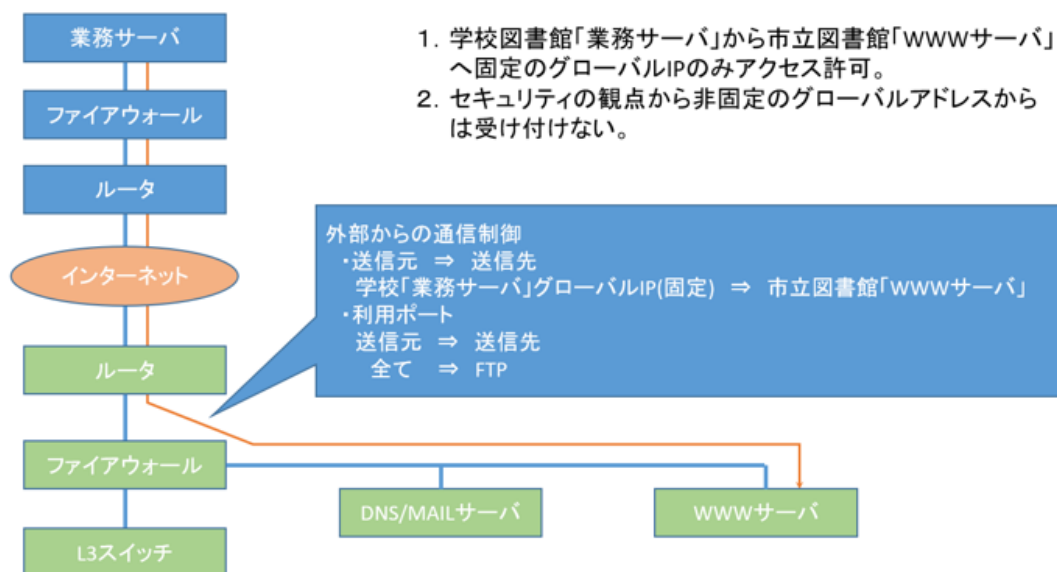 業務サーバ
ファイアウォール
ルータ
インターネット
ルータ
ファイアウォール
L3スイッチ
DNS/MAILサーバ
WWWサーバ
1. 学校図書館「業務サーバ」から市立図書館「WWWサーバ」
へ固定のグローバルIPのみアクセス許可。
2. セキュリティの観点から非固定のグローバルアドレスから
は受け付けない。
外部からの通信制御
・送信元 ⇒ 送信先
学校「業務サーバ」グローバルIP(固定) ⇒ 市立図書館「WWWサーバ」
・利用ポート
送信元 ⇒ 送信先
全て ⇒ FTP